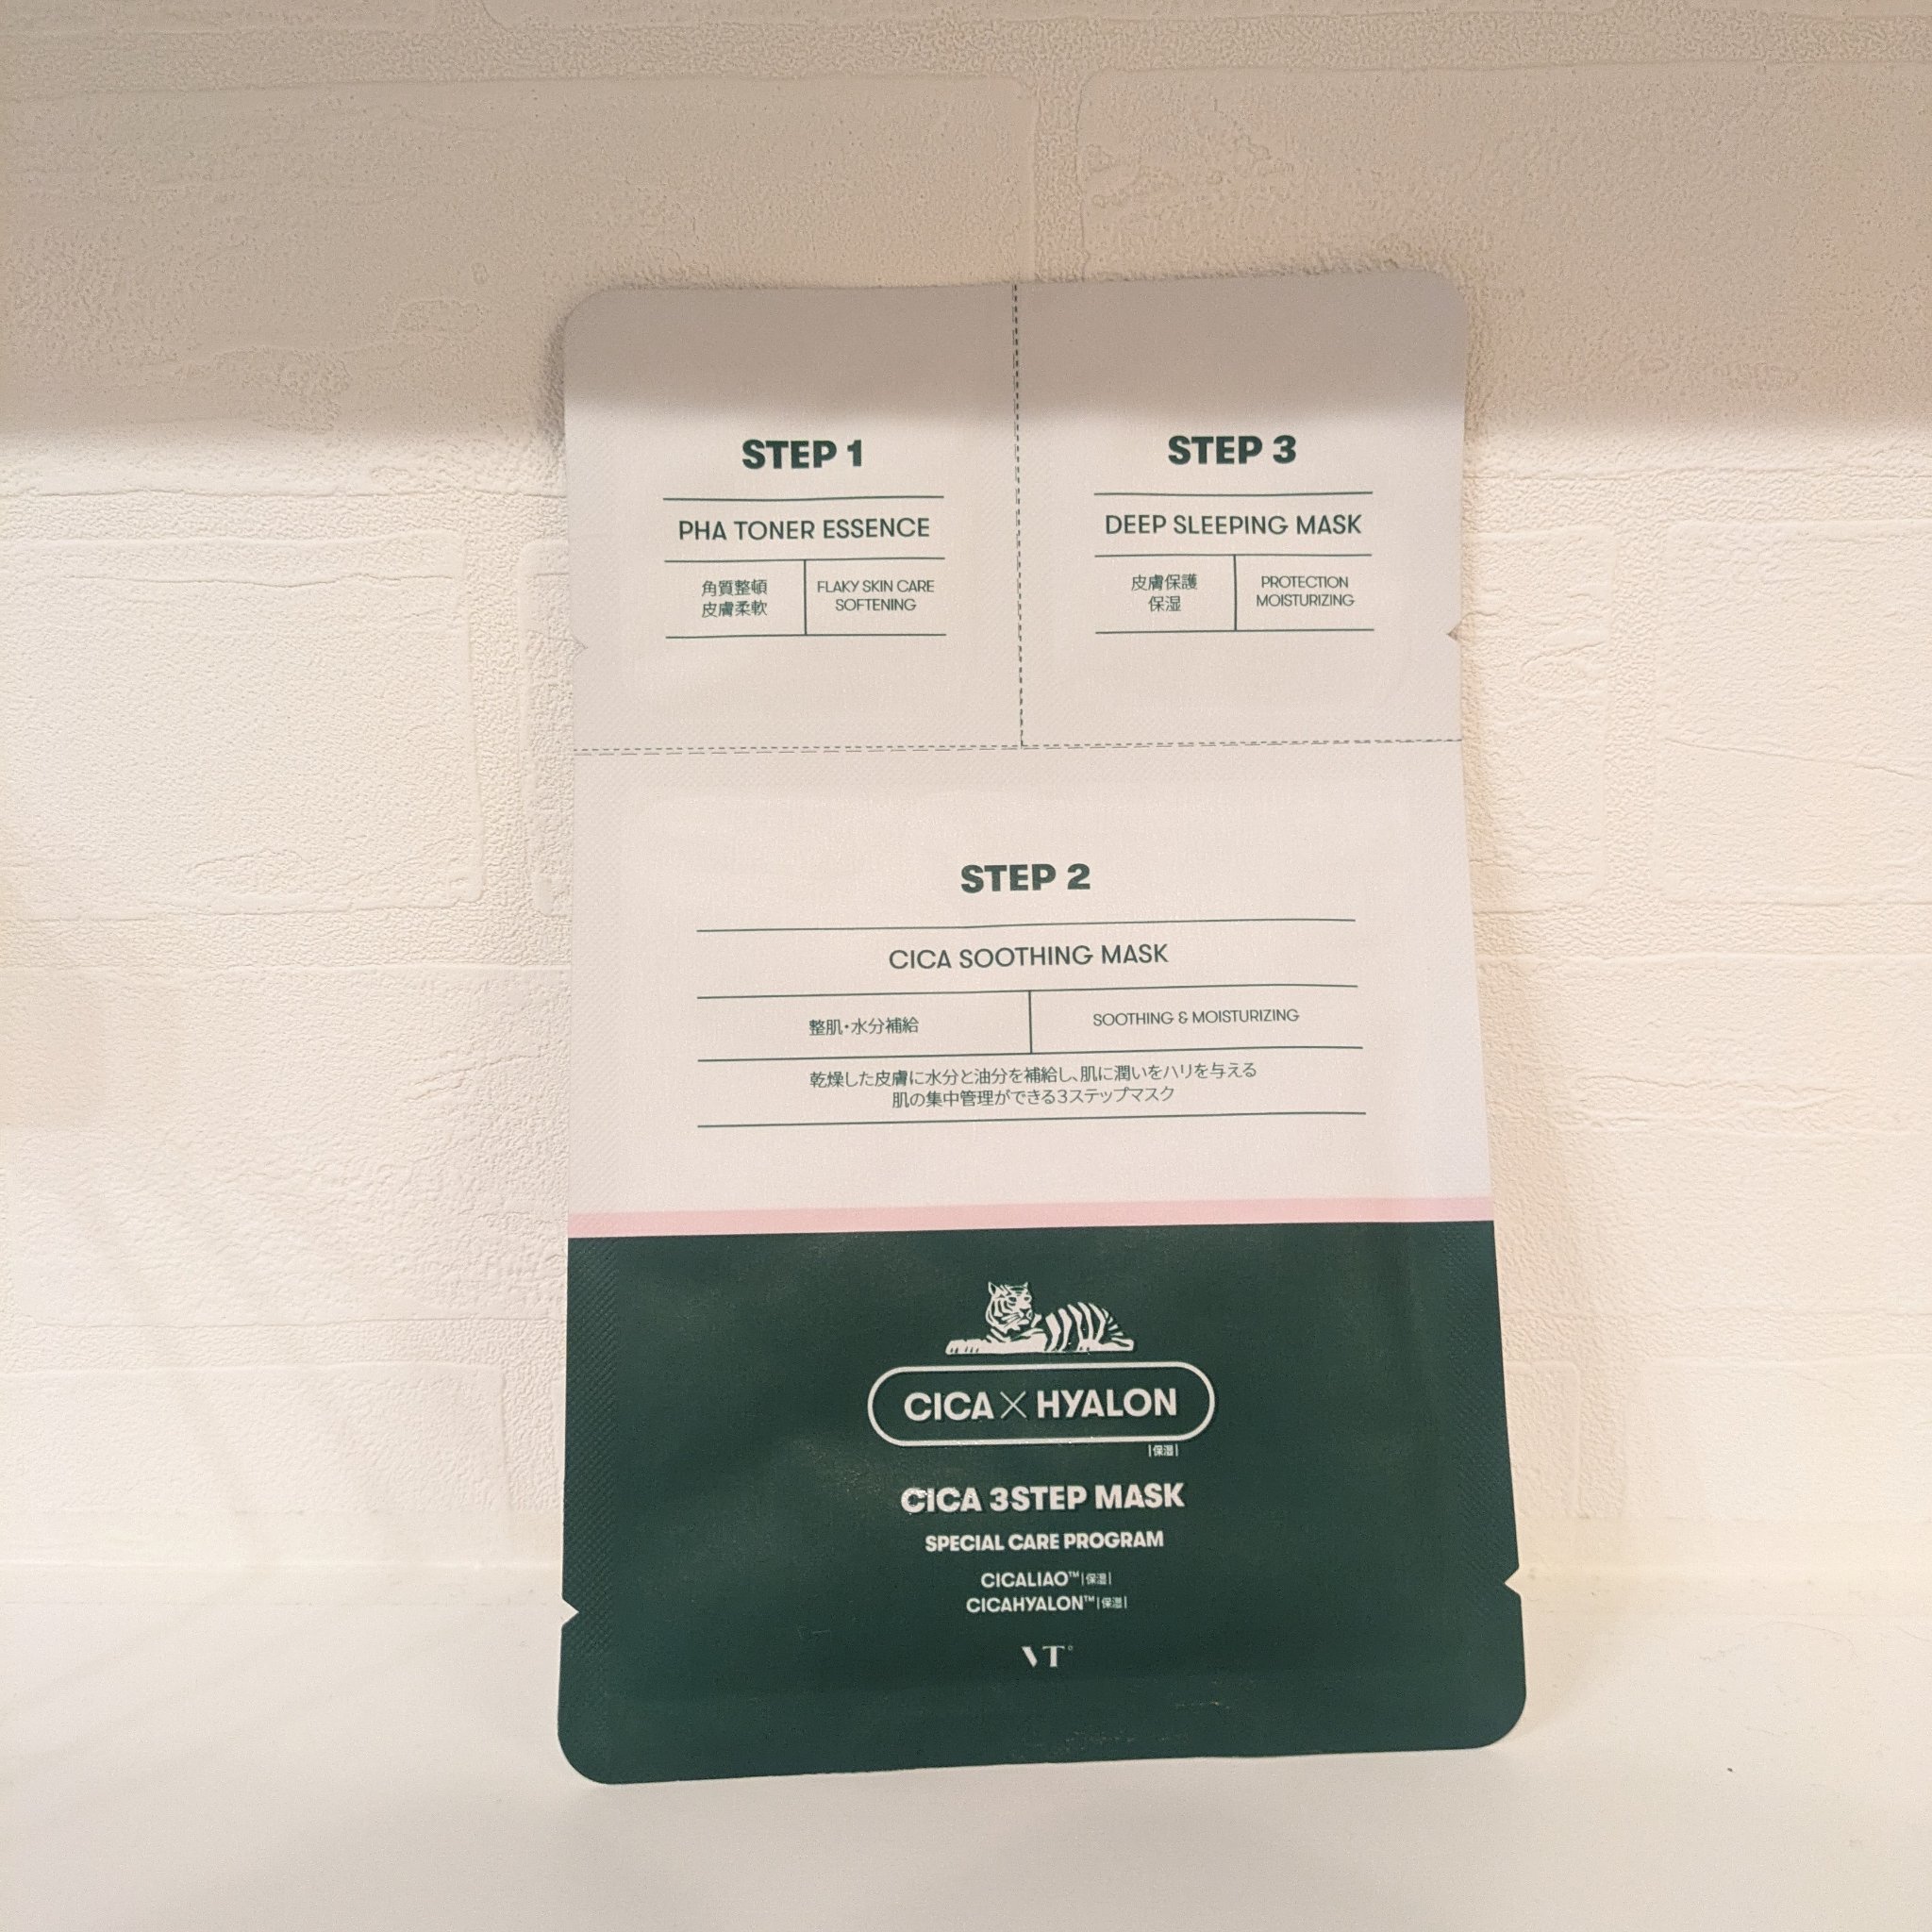 STEP 1
PHA TONER ESSENCE
角質整頓
皮膚柔軟
FLAKY SKIN CARE
SOFTENING
STEP 3
DEEP SLEEPING MASK
皮膚保護
保湿
PROTECTION
MOISTURIZING
STEP 2
CICA SOOTHING MASK
整肌・水分補給
SOOTHING & MOISTURIZING
乾燥した皮膚に水分と油分を補給し、肌に潤いをハリを与える
肌の集中管理ができる3ステップマスク
CICA×HYALON
|保湿|
CICA 3STEP MASK
SPECIAL CARE PROGRAM
CICALIAO™|保湿|
CICAHYALON™|保湿|
VT®